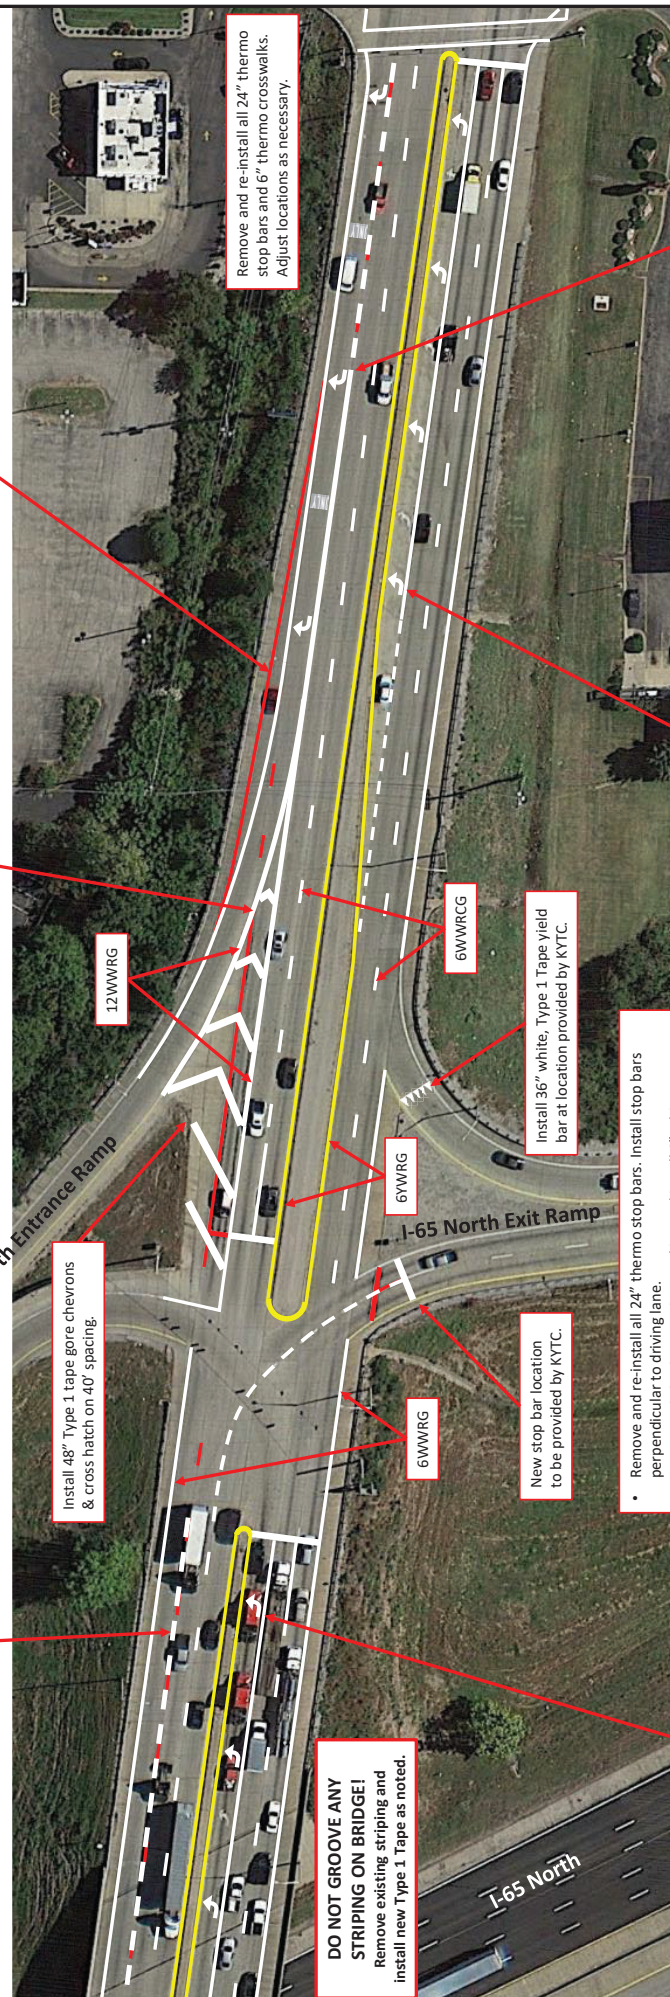 Remove and re-install all 24” thermo
stop bars and 6” thermo crosswalks.
Adjust locations as necessary.
12WWRG
6WWRCG
Install 36” white, Type 1 Tape yield
bar at location provided by KYTC.
6YWRG
Entrance Ramp
I-65 North Exit Ramp
Install 48” Type 1 tape gore chevrons
& cross hatch on 40’ spacing.
New stop bar location
to be provided by KYTC.
• Remove and re-install all 24” thermo stop bars. Install stop bars
perpendicular to driving lane.
6WWRG
DO NOT GROOVE ANY
STRIPING ON BRIDGE!
Remove existing striping and
install new Type 1 Tape as noted.
I-65 North